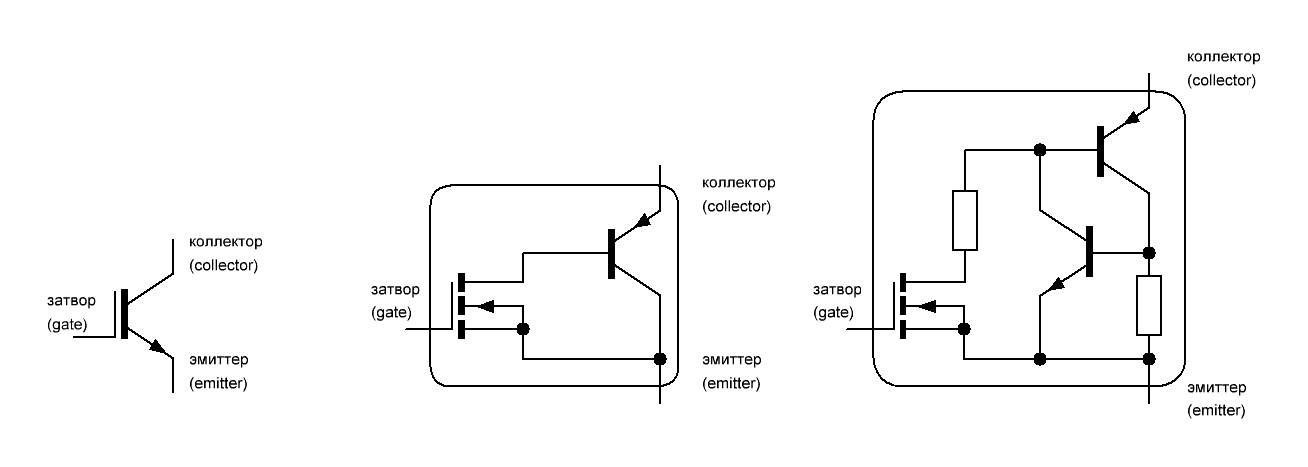 коллектор
(collector)
затвор
(gate)
эмиттер
(emitter)
коллектор
(collector)
затвор
(gate)
эмиттер
(emitter)
коллектор
(collector)
затвор
(gate)
эмиттер
(emitter)